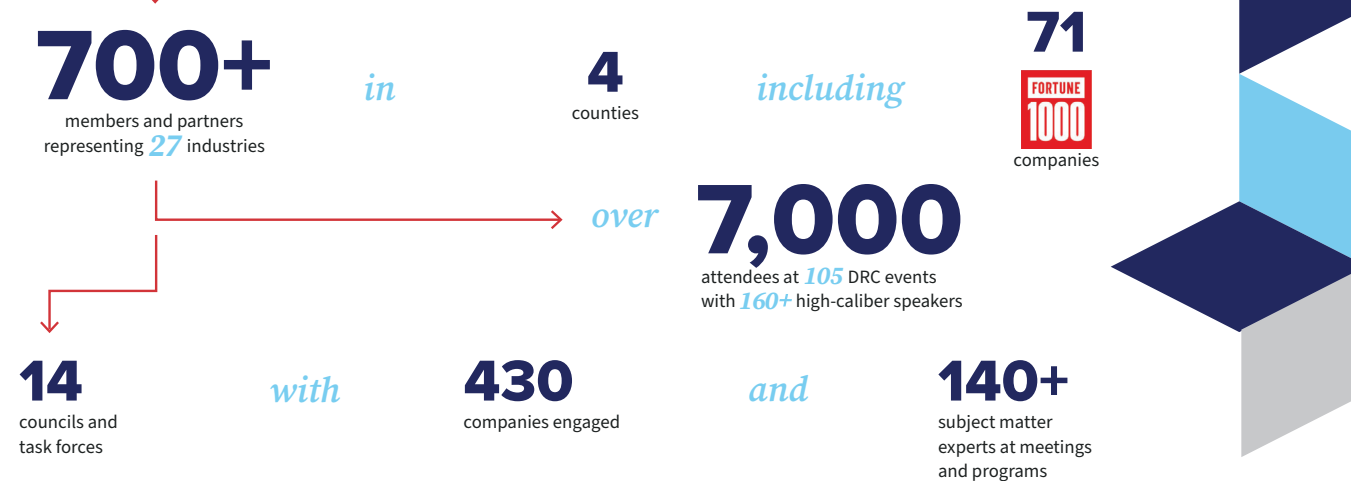 700+
members and partners
representing 27 industries
in
4
counties
including
71
FORTUNE
1000
companies
over
7,000
attendees at 105 DRC events
with 160+ high-caliber speakers
14
councils and
task forces
with
430
companies engaged
and
140+
subject matter
experts at meetings
and programs